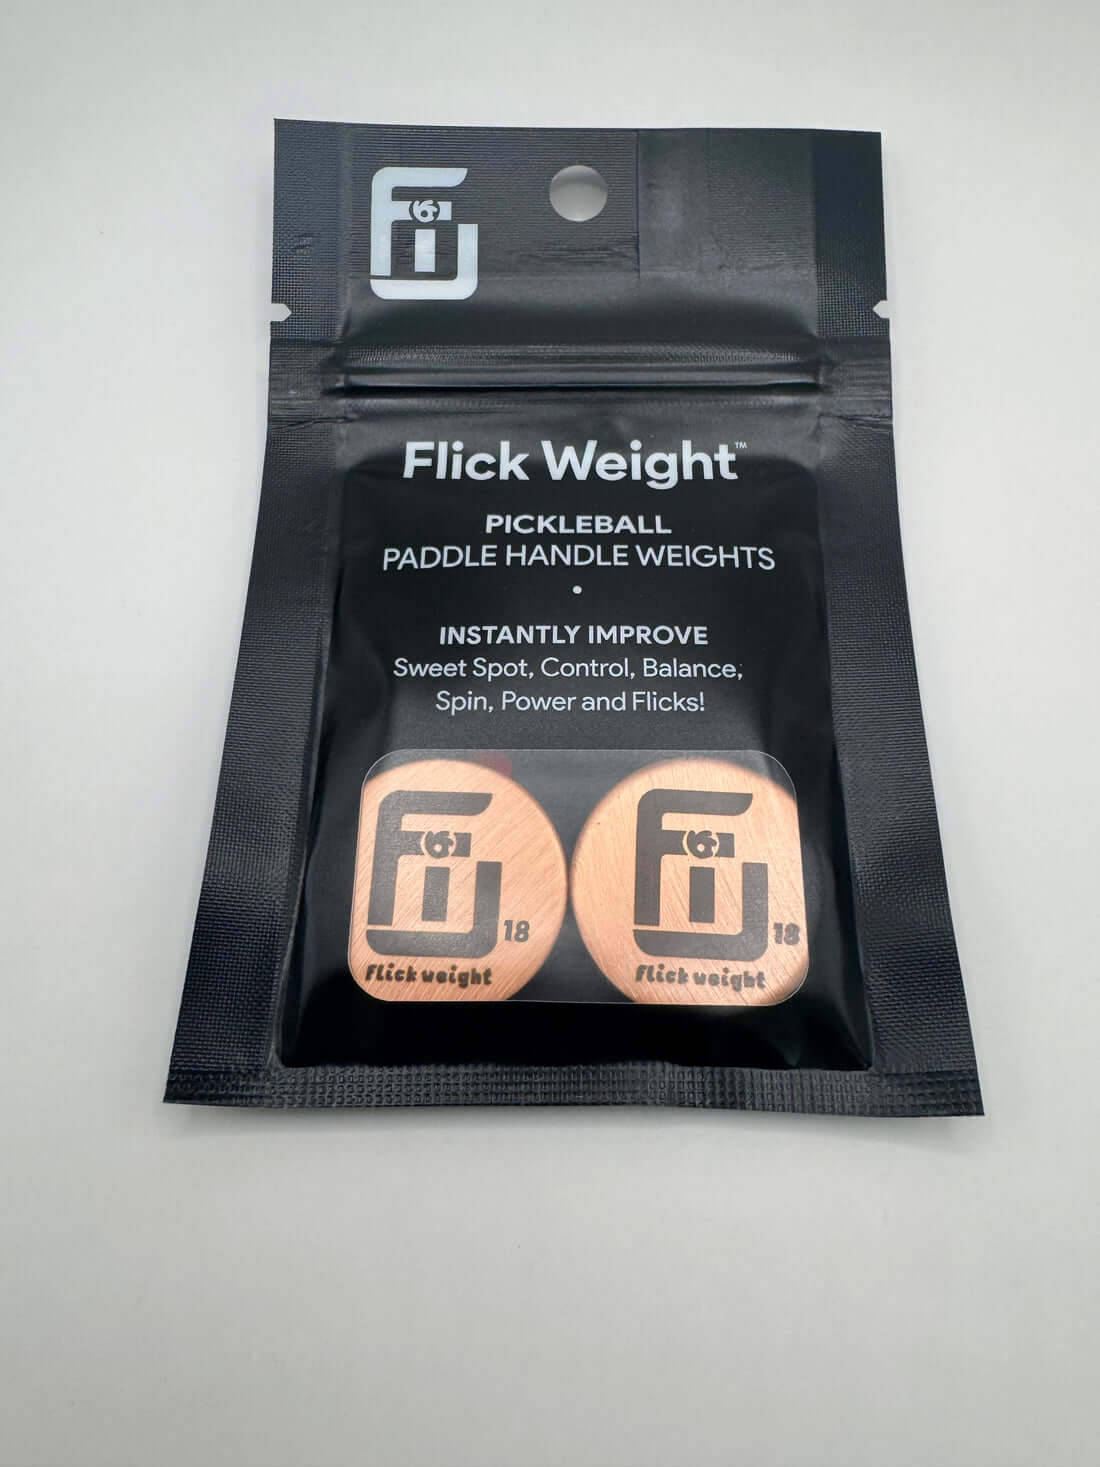 Flick Weight™
PICKLEBALL
PADDLE HANDLE WEIGHTS
•
INSTANTLY IMPROVE
Sweet Spot, Control, Balance,
Spin, Power and Flicks!
18
Flick weight
18
Flick weight